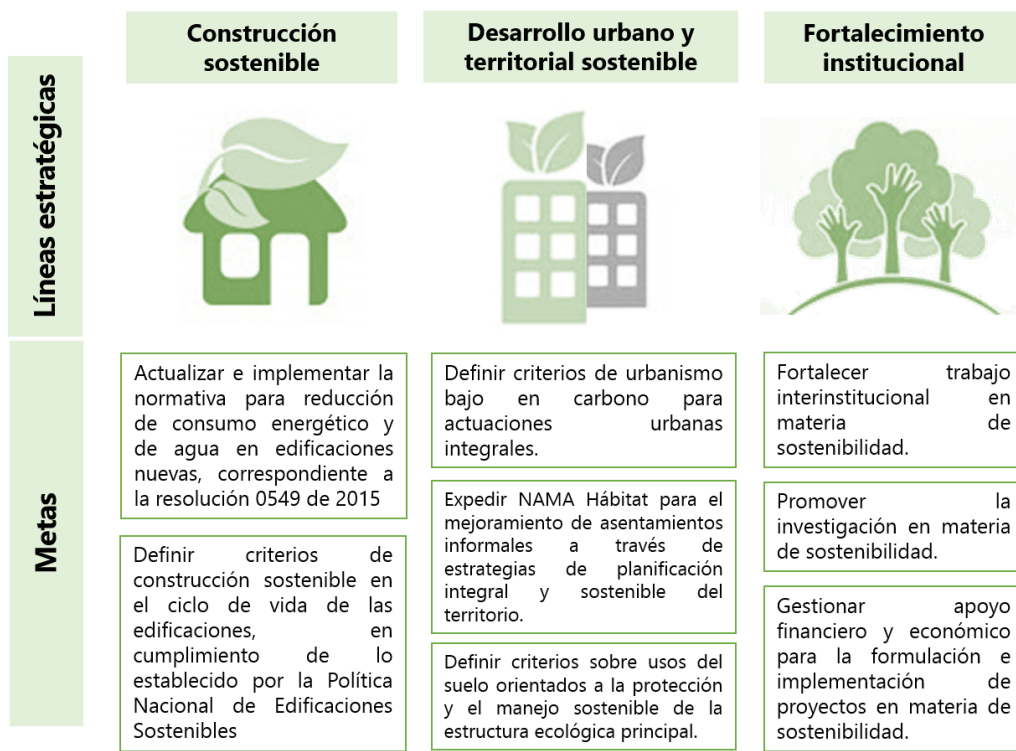 Construcción
sostenible
Desarrollo urbano y
territorial sostenible
Fortalecimiento
institucional
Líneas estratégicas
Metas
Actualizar e implementar la
normativa para reducción
de consumo energético y
de agua en edificaciones
nuevas, correspondiente a
la resolución 0549 de 2015
Definir criterios de
construcción sostenible en
el ciclo de vida de las
edificaciones, en
cumplimiento de lo
establecido por la Política
Nacional de Edificaciones
Sostenibles
Definir criterios de urbanismo
bajo en carbono para
actuaciones urbanas
integrales.
Expedir NAMA Hábitat para el
mejoramiento de asentamientos
informales a través de
estrategias de planificación
integral y sostenible del
territorio.
Definir criterios sobre usos del
suelo orientados a la protección
y el manejo sostenible de la
estructura ecológica principal.
Fortalecer trabajo
interinstitucional en
materia de
sostenibilidad.
Promover la
investigación en materia
de sostenibilidad.
Gestionar apoyo
financiero y económico
para la formulación e
implementación de
proyectos en materia de
sostenibilidad.